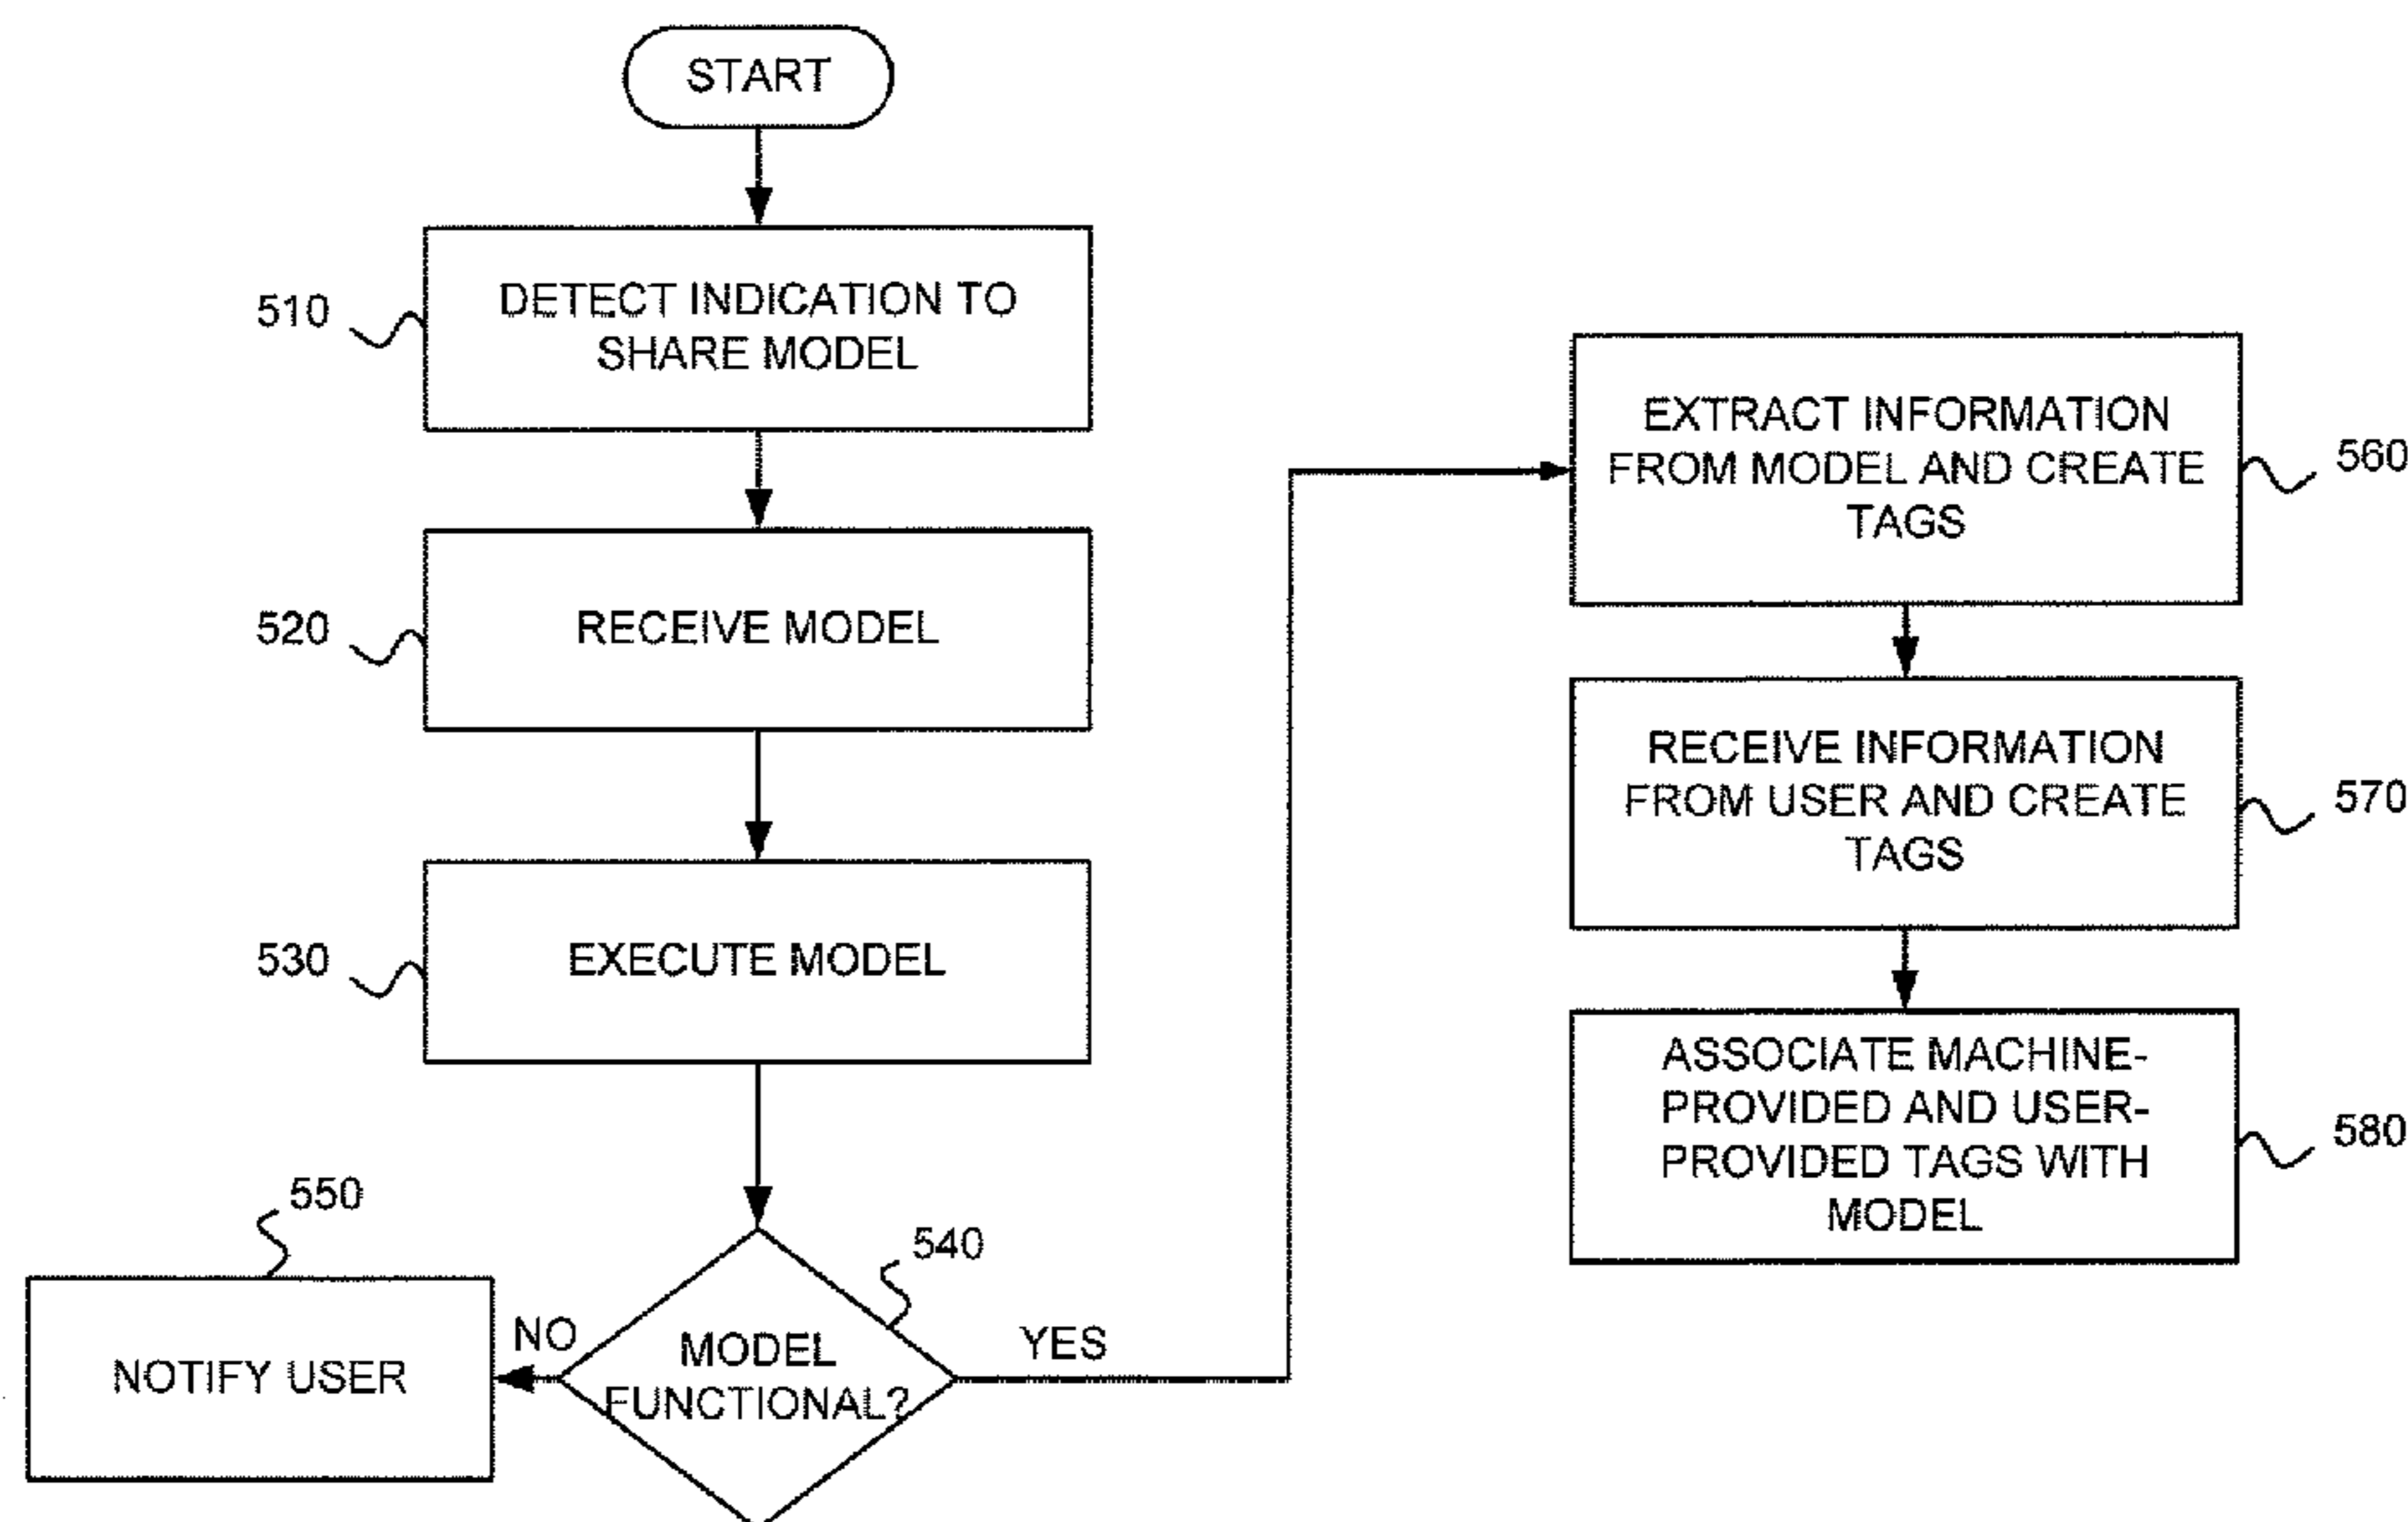 START
510
DETECT INDICATION TO
SHARE MODEL
520
RECEIVE MODEL
530
EXECUTE MODEL
540
MODEL
FUNCTIONAL?
NO
550
NOTIFY USER
YES
EXTRACT INFORMATION
FROM MODEL AND CREATE
TAGS
560
RECEIVE INFORMATION
FROM USER AND CREATE
TAGS
570
ASSOCIATE MACHINE-
PROVIDED AND USER-
PROVIDED TAGS WITH
MODEL
580